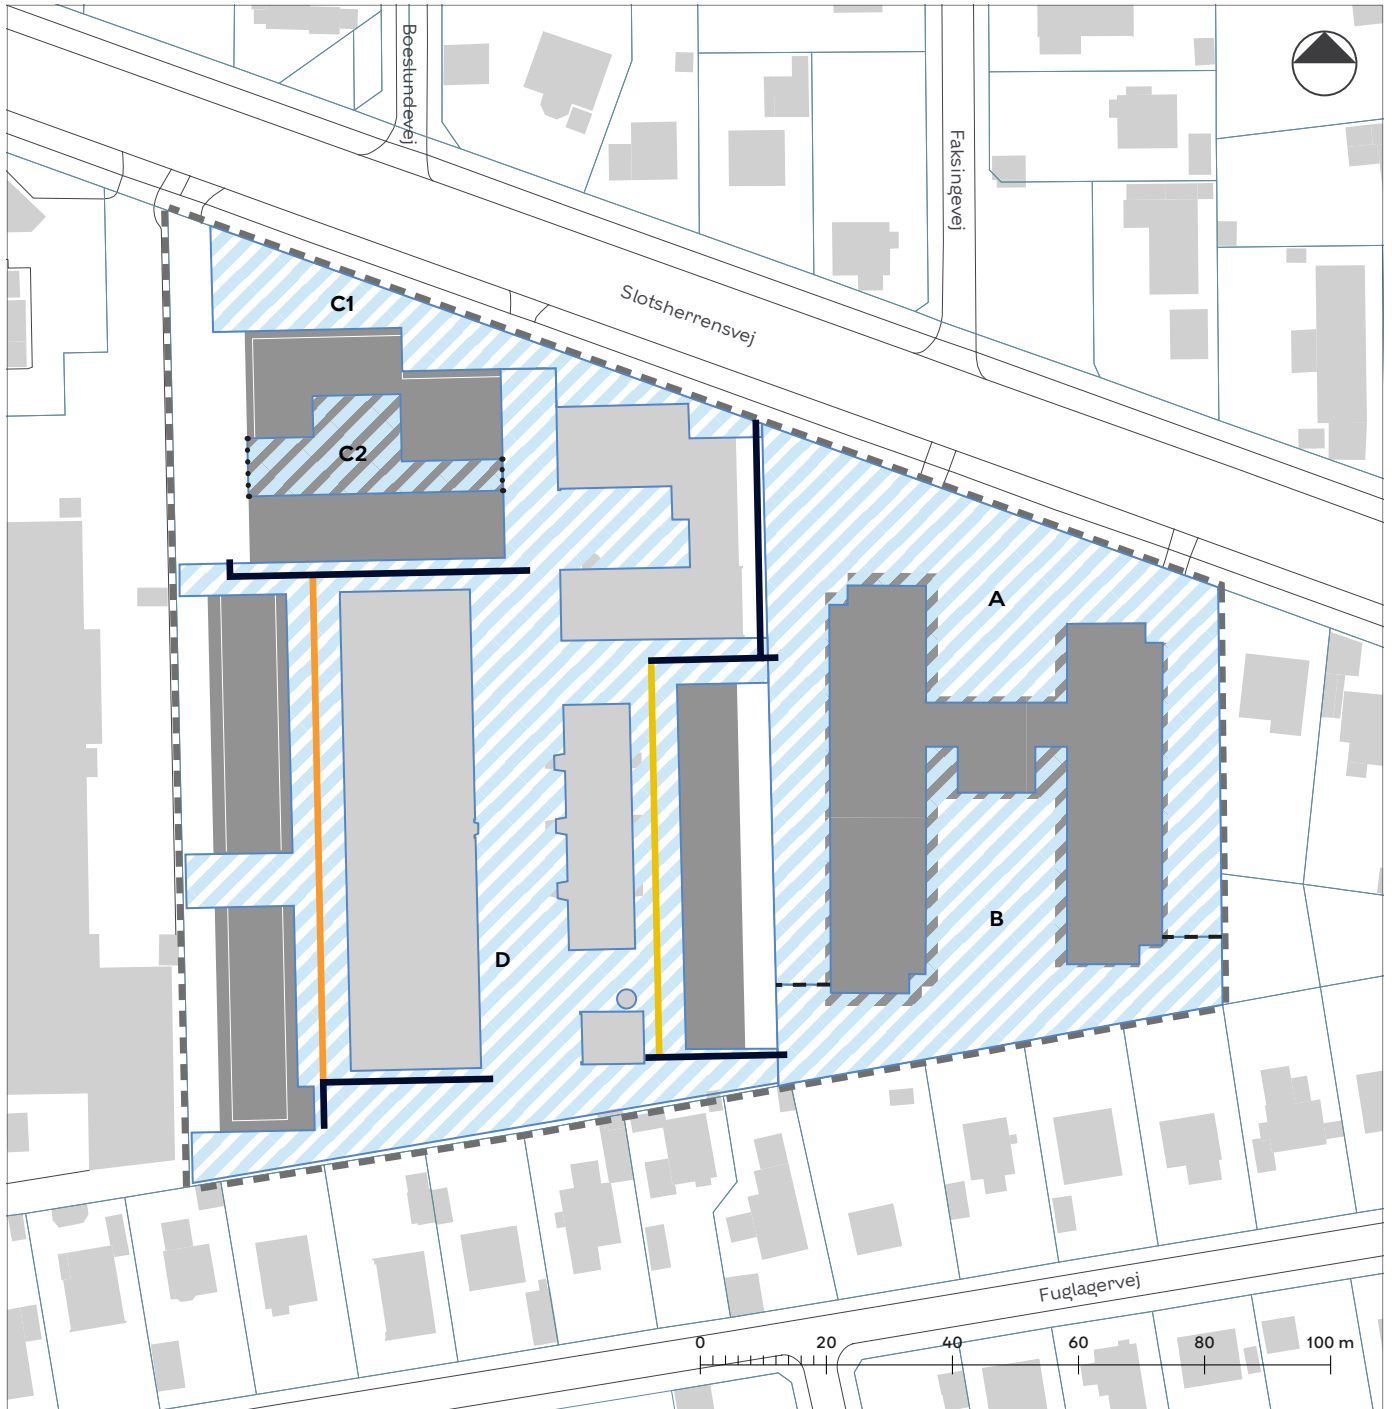 Boeslundevej
Faksingevej
Slotsherrensvej
C1
C2
A
B
D
Fuglagervej
0 20 40 60 80 100 m